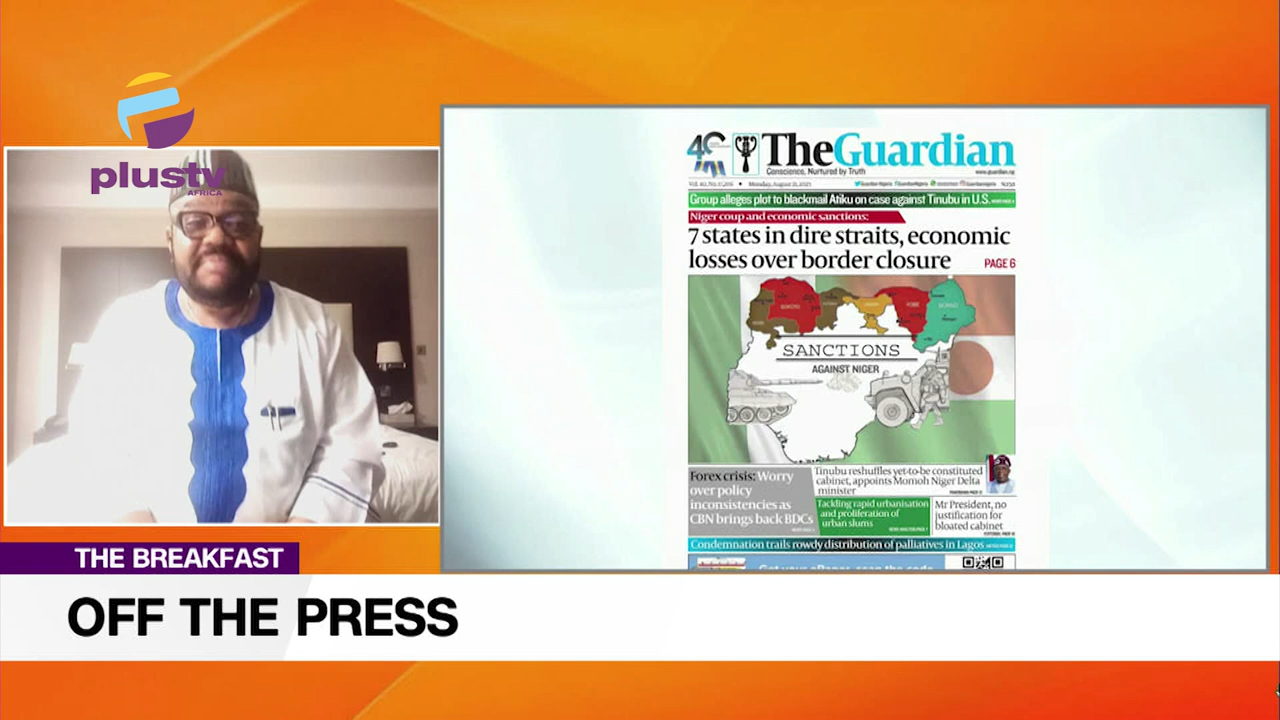 plustv
AFRICA
TheGuardian
Conscience, Nurtured by Truth
www.guardian.ng
Group alleges plot to blackmail Atiku on case against Tinubu in U.S.
Niger coup and economic sanctions:
7 states in dire straits, economic
losses over border closure
PAGE 6
SANCTIONS
AGAINST NIGER
Forex crisis: Worry
over policy
inconsistencies as
CBN brings back BDCs
Tinubu reshuffles yet-to-be constituted
cabinet, appoints Momoh Niger Delta
minister
Tackling rapid urbanisation
and proliferation of
urban slums
Mr President, no
justification for
bloated cabinet
Condemnation trails rowdy distribution of palliatives in Lagos
THE BREAKFAST
OFF THE PRESS